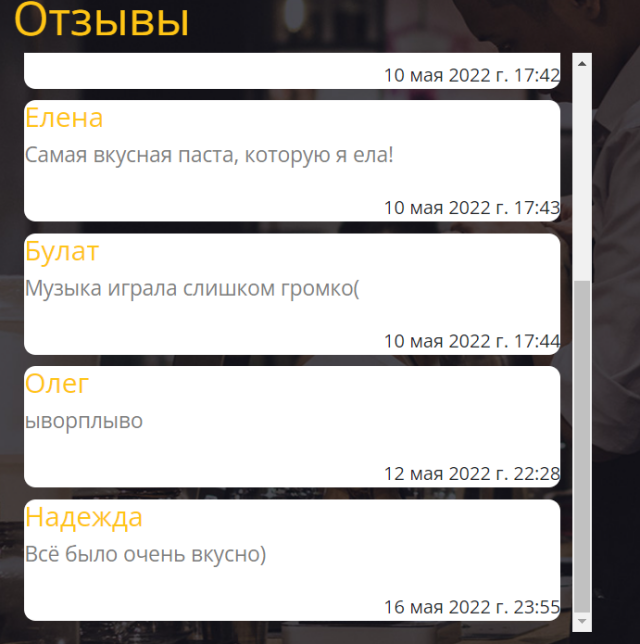 Отзывы
10 мая 2022 г. 17:42
Елена
Самая вкусная паста, которую я ела!
10 мая 2022 г. 17:43
Булат
Музыка играла слишком громко(
10 мая 2022 г. 17:44
Олег
ыворплыво
12 мая 2022 г. 22:28
Надежда
Всё было очень вкусно)
16 мая 2022 г. 23:55